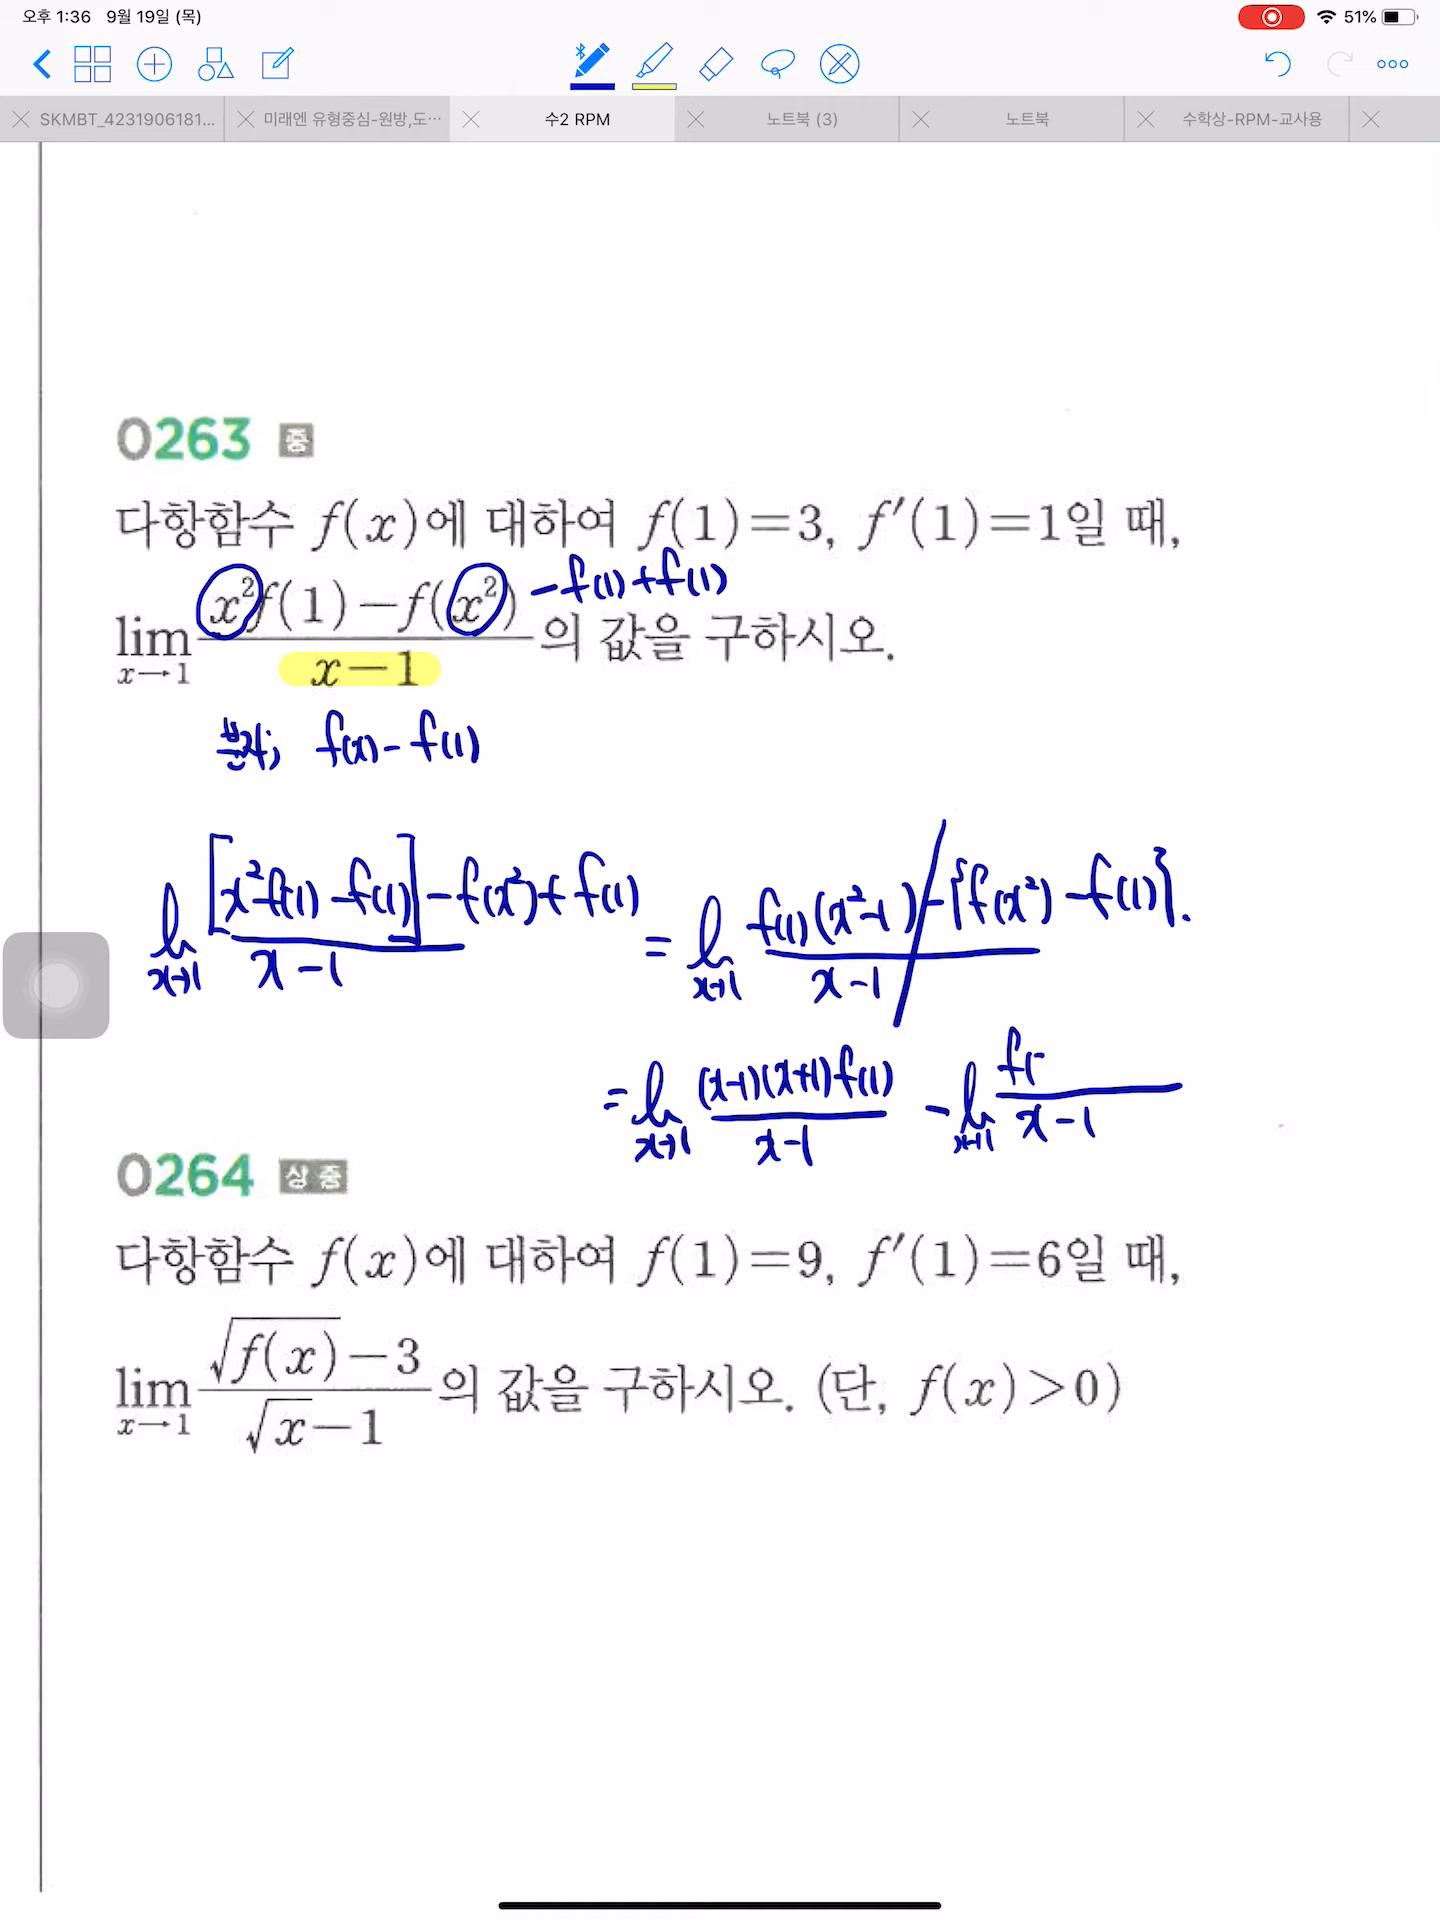 오후 1:36 9월 19일 (목) 51%
SKMBT_4231906181... 미래엔 유형중심-원방,도… 수2 RPM 노트북 (3) 노트북 수학상-RPM-교사용
0263 중
다항함수 f(x)에 대하여 f(1)=3, f′(1)=1일 때,
lim_{x→1} (x²f(1)−f(x²))/(x−1) 의 값을 구하시오.
−f(1)+f(1)
분자; f(x)−f(1)
lim_{x→1} ([x²f(1)−f(1)]−f(x²)+f(1))/(x−1) = lim_{x→1} (f(1)(x²−1)−{f(x²)−f(1)}.)/(x−1)
= lim_{x→1} ((x−1)(x+1)f(1))/(x−1) − lim_{x→1} (f(/(x−1)
0264 상중
다항함수 f(x)에 대하여 f(1)=9, f′(1)=6일 때,
lim_{x→1} (√f(x)−3)/(√x−1) 의 값을 구하시오. (단, f(x)>0)